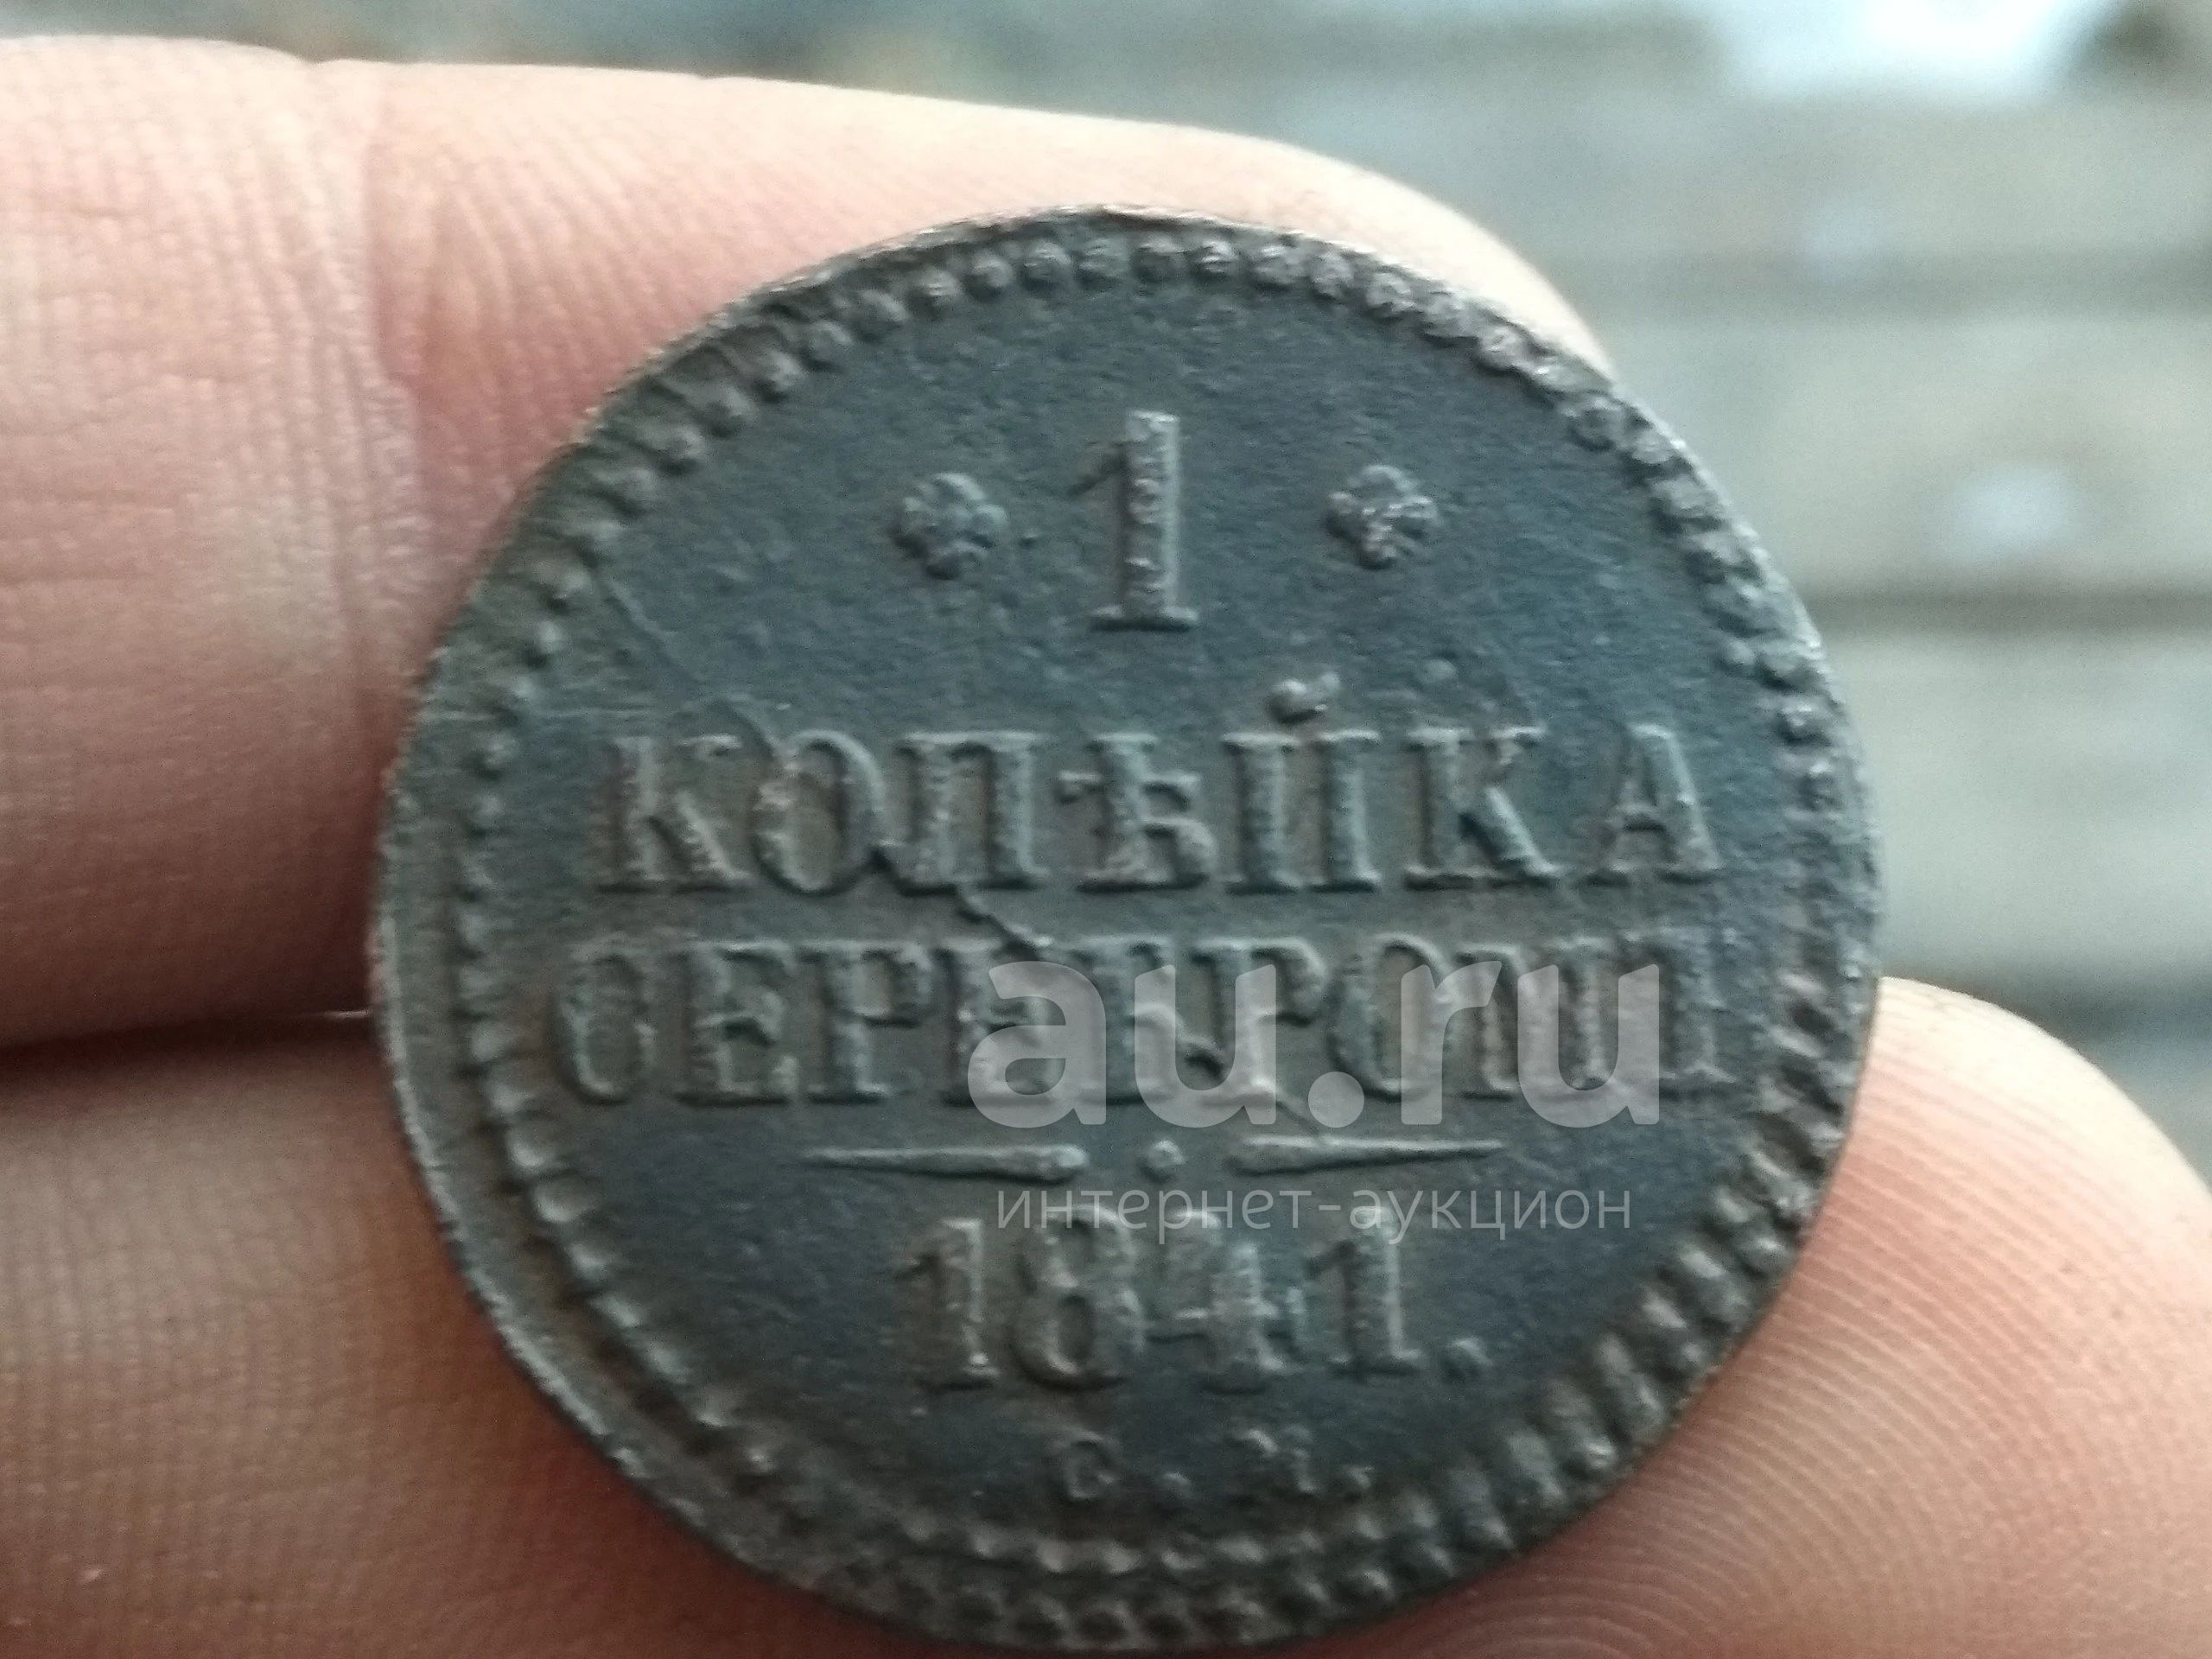 1
КОПѢЙКА
СЕРЕБРОМЪ
au.ru
интернет-аукцион
1841.